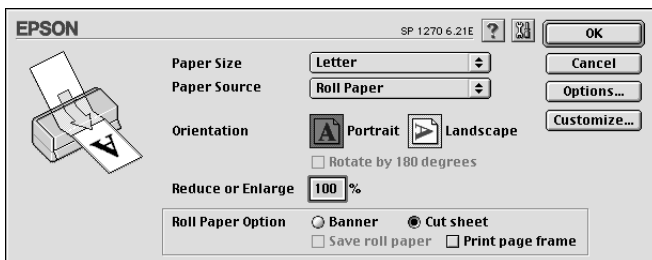 EPSON SP 1270 6.21E ? OK
Paper Size Letter Cancel
Paper Source Roll Paper Options...
Orientation A Portrait A Landscape Customize...
Rotate by 180 degrees
Reduce or Enlarge 100 %
Roll Paper Option Banner Cut sheet
Save roll paper Print page frame
A